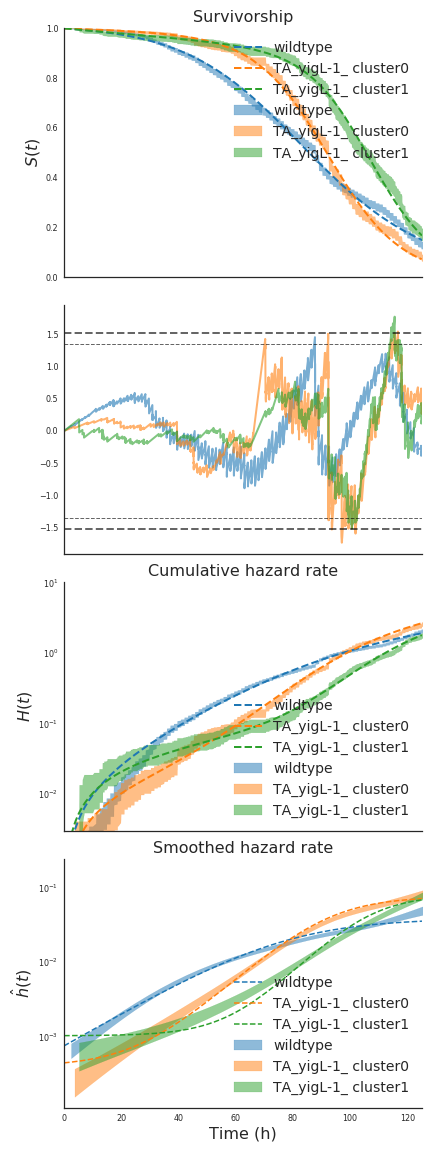 Survivorship
1.0
0.8
0.6
0.4
0.2
0.0
S(t)
wildtype
TA_yigL-1_ cluster0
TA_yigL-1_ cluster1
wildtype
TA_yigL-1_ cluster0
TA_yigL-1_ cluster1
1.5
1.0
0.5
0.0
−0.5
−1.0
−1.5
Cumulative hazard rate
10¹
10⁰
10⁻¹
10⁻²
H(t)
wildtype
TA_yigL-1_ cluster0
TA_yigL-1_ cluster1
wildtype
TA_yigL-1_ cluster0
TA_yigL-1_ cluster1
Smoothed hazard rate
10⁻¹
10⁻²
10⁻³
ĥ(t)
wildtype
TA_yigL-1_ cluster0
TA_yigL-1_ cluster1
wildtype
TA_yigL-1_ cluster0
TA_yigL-1_ cluster1
0 20 40 60 80 100 120
Time (h)